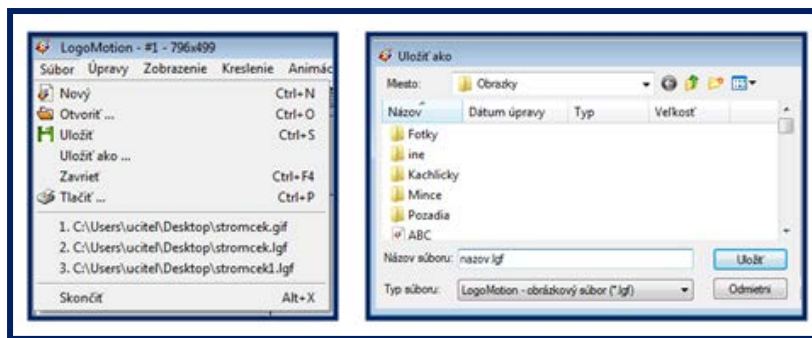 LogoMotion - #1 - 796x499
Súbor Úpravy Zobrazenie Kreslenie Animác
Nový Ctrl+N
Otvoriť ... Ctrl+O
Uložiť Ctrl+S
Uložiť ako ...
Zavrieť Ctrl+F4
Tlačiť ... Ctrl+P
1. C:\Users\ucitel\Desktop\stromcek.gif
2. C:\Users\ucitel\Desktop\stromcek.lgf
3. C:\Users\ucitel\Desktop\stromcek1.lgf
Skončiť Alt+X
Uložiť ako
Miesto: Obrazky
Názov Dátum úpravy Typ Veľkosť
Fotky
ine
Kachlicky
Mince
Pozadia
ABC
Názov súboru: nazov.lgf Uložiť
Typ súboru: LogoMotion - obrázkový súbor (*.lgf) Odmietni